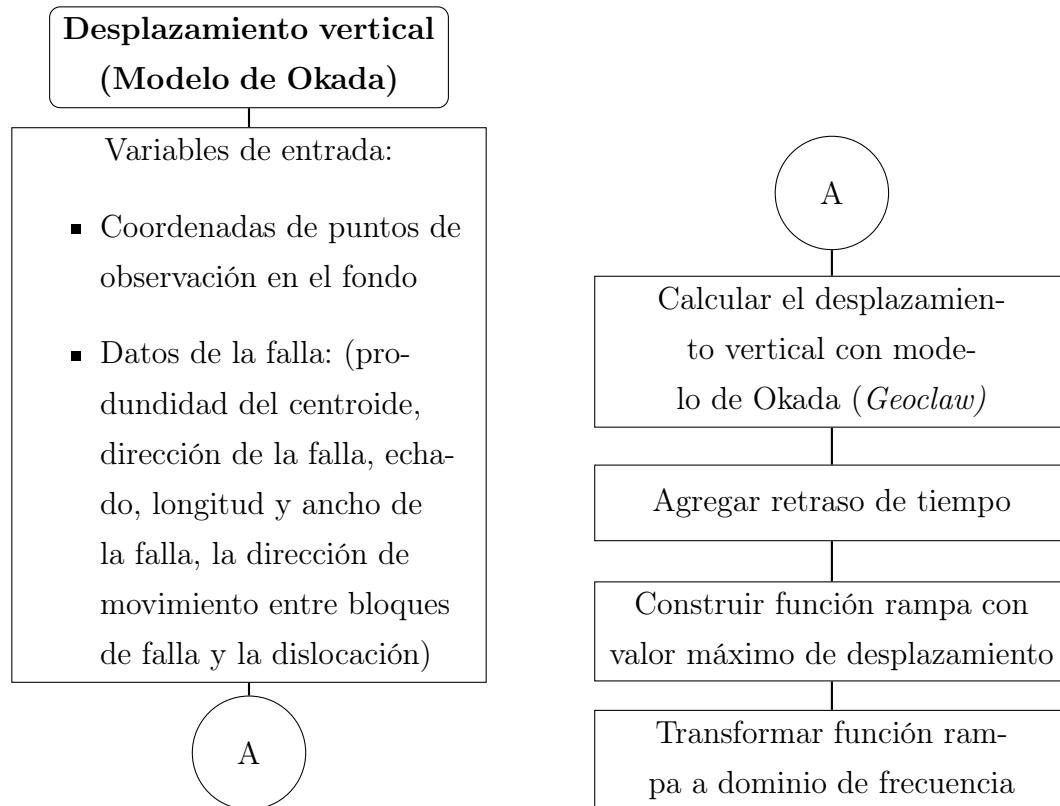 Desplazamiento vertical
(Modelo de Okada)
Variables de entrada:
▪ Coordenadas de puntos de
observación en el fondo
▪ Datos de la falla: (pro-
dundidad del centroide,
dirección de la falla, echa-
do, longitud y ancho de
la falla, la dirección de
movimiento entre bloques
de falla y la dislocación)
A
A
Calcular el desplazamien-
to vertical con mode-
lo de Okada (Geoclaw)
Agregar retraso de tiempo
Construir función rampa con
valor máximo de desplazamiento
Transformar función ram-
pa a dominio de frecuencia